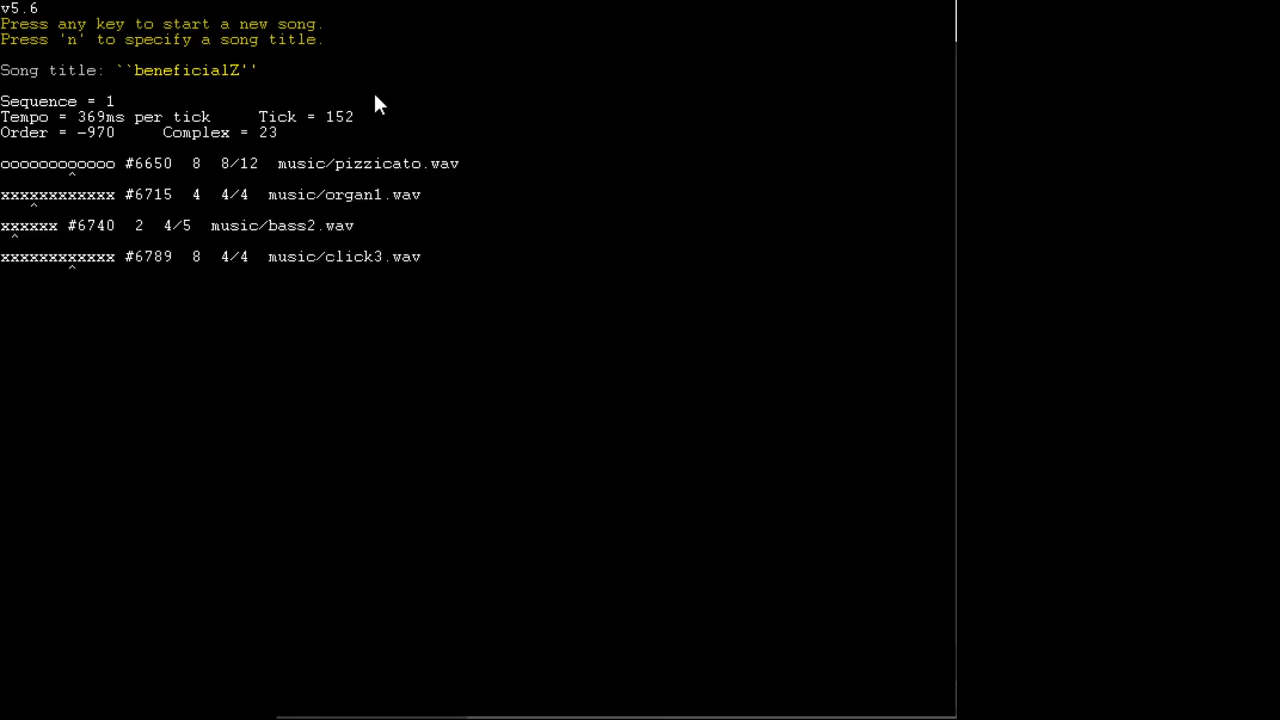 v5.6
Press any key to start a new song.
Press 'n' to specify a song title.
Song title: ``beneficialZ''
Sequence = 1
Tempo = 369ms per tick     Tick = 152
Order = -970     Complex = 23
oooooooooooo #6650  8  8/12  music/pizzicato.wav
^
xxxxxxxxxxxx #6715  4  4/4  music/organ1.wav
^
xxxxxx #6740  2  4/5  music/bass2.wav
^
xxxxxxxxxxxx #6789  8  4/4  music/click3.wav
^